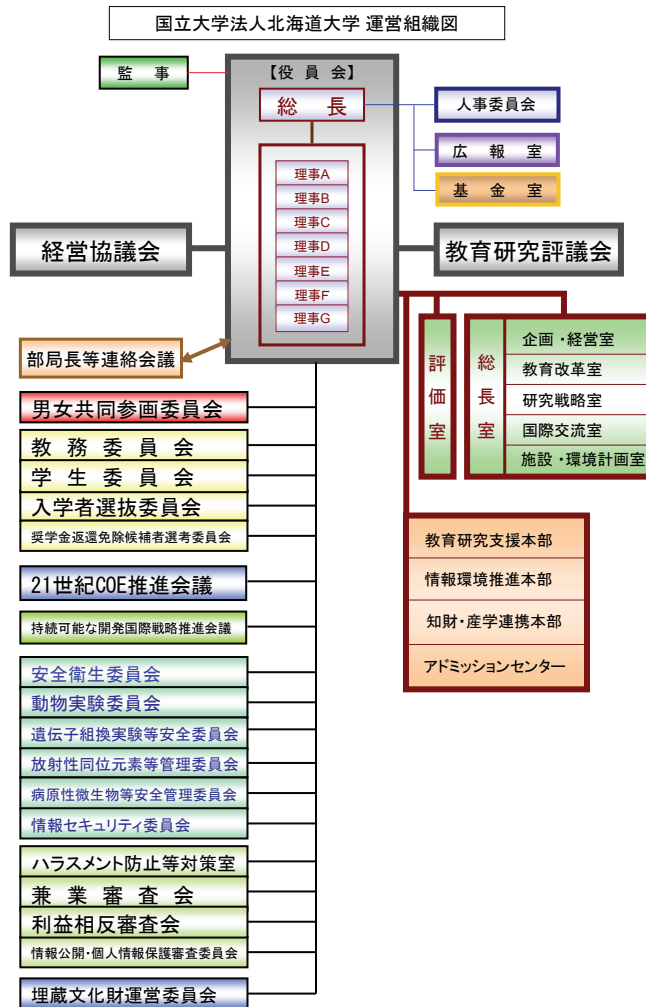 国立大学法人北海道大学 運営組織図
監 事
【役 員 会】
総 長
人事委員会
広 報 室
基 金 室
理事A
理事B
理事C
理事D
理事E
理事F
理事G
経営協議会
教育研究評議会
部局長等連絡会議
評価室
総長室
企画・経営室
教育改革室
研究戦略室
国際交流室
施設・環境計画室
男女共同参画委員会
教 務 委 員 会
学 生 委 員 会
入学者選抜委員会
奨学金返還免除候補者選考委員会
21世紀COE推進会議
持続可能な開発国際戦略推進会議
教育研究支援本部
情報環境推進本部
知財・産学連携本部
アドミッションセンター
安全衛生委員会
動物実験委員会
遺伝子組換実験等安全委員会
放射性同位元素等管理委員会
病原性微生物等安全管理委員会
情報セキュリティ委員会
ハラスメント防止等対策室
兼 業 審 査 会
利益相反審査会
情報公開・個人情報保護審査委員会
埋蔵文化財運営委員会